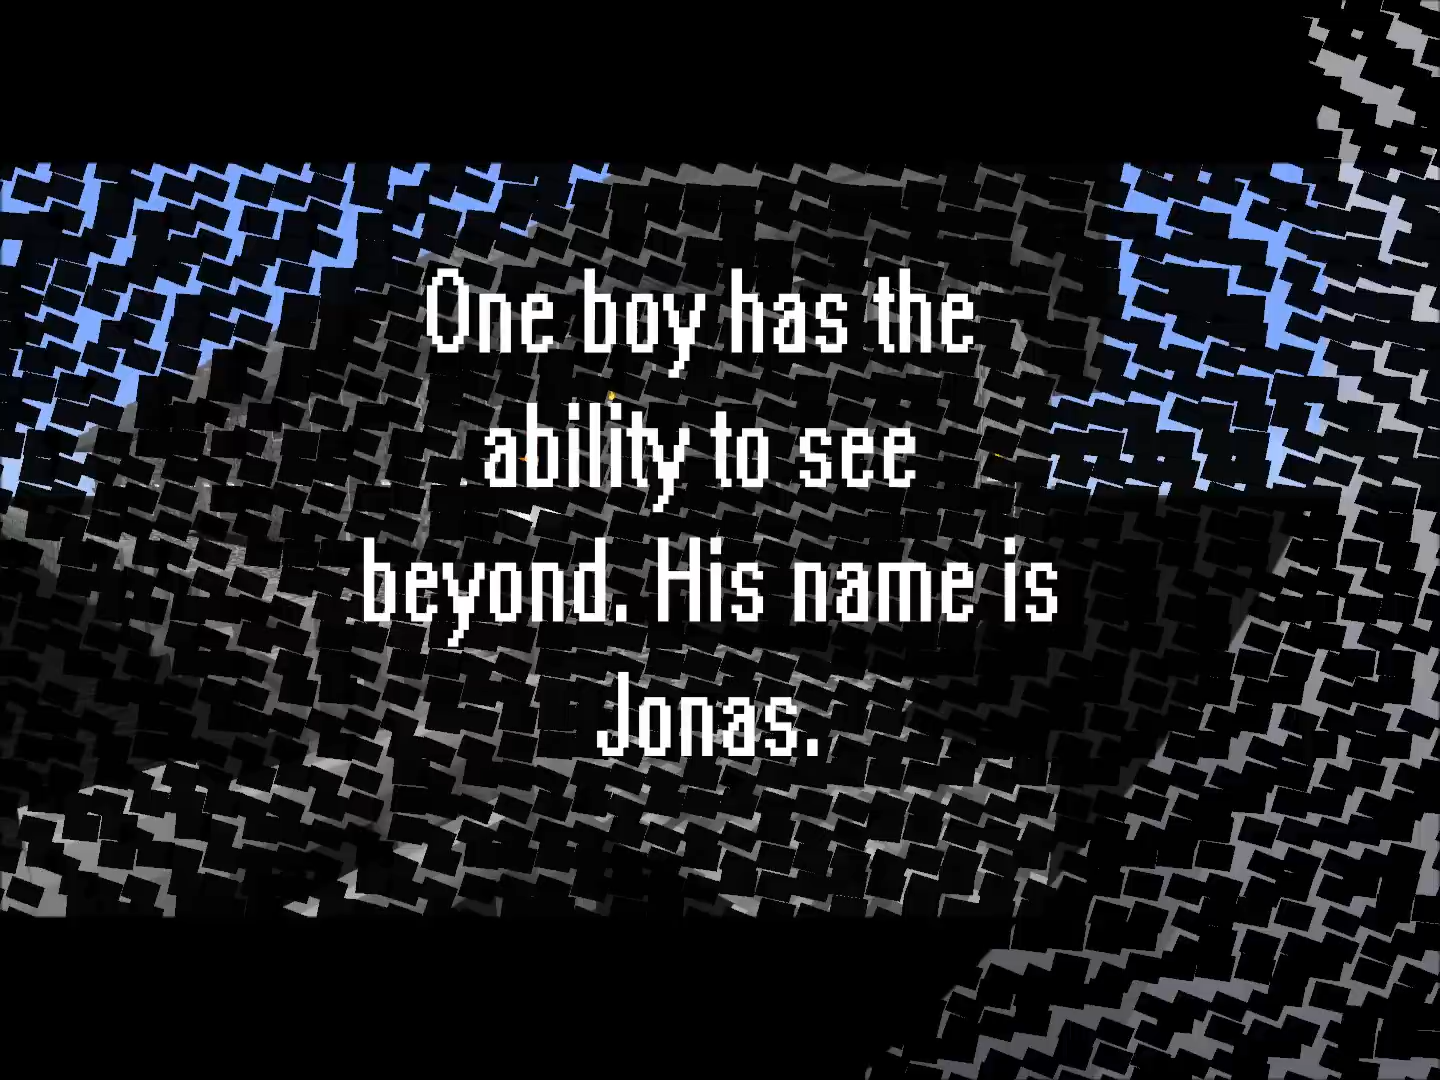 One boy has the
ability to see
beyond. His name is
Jonas.